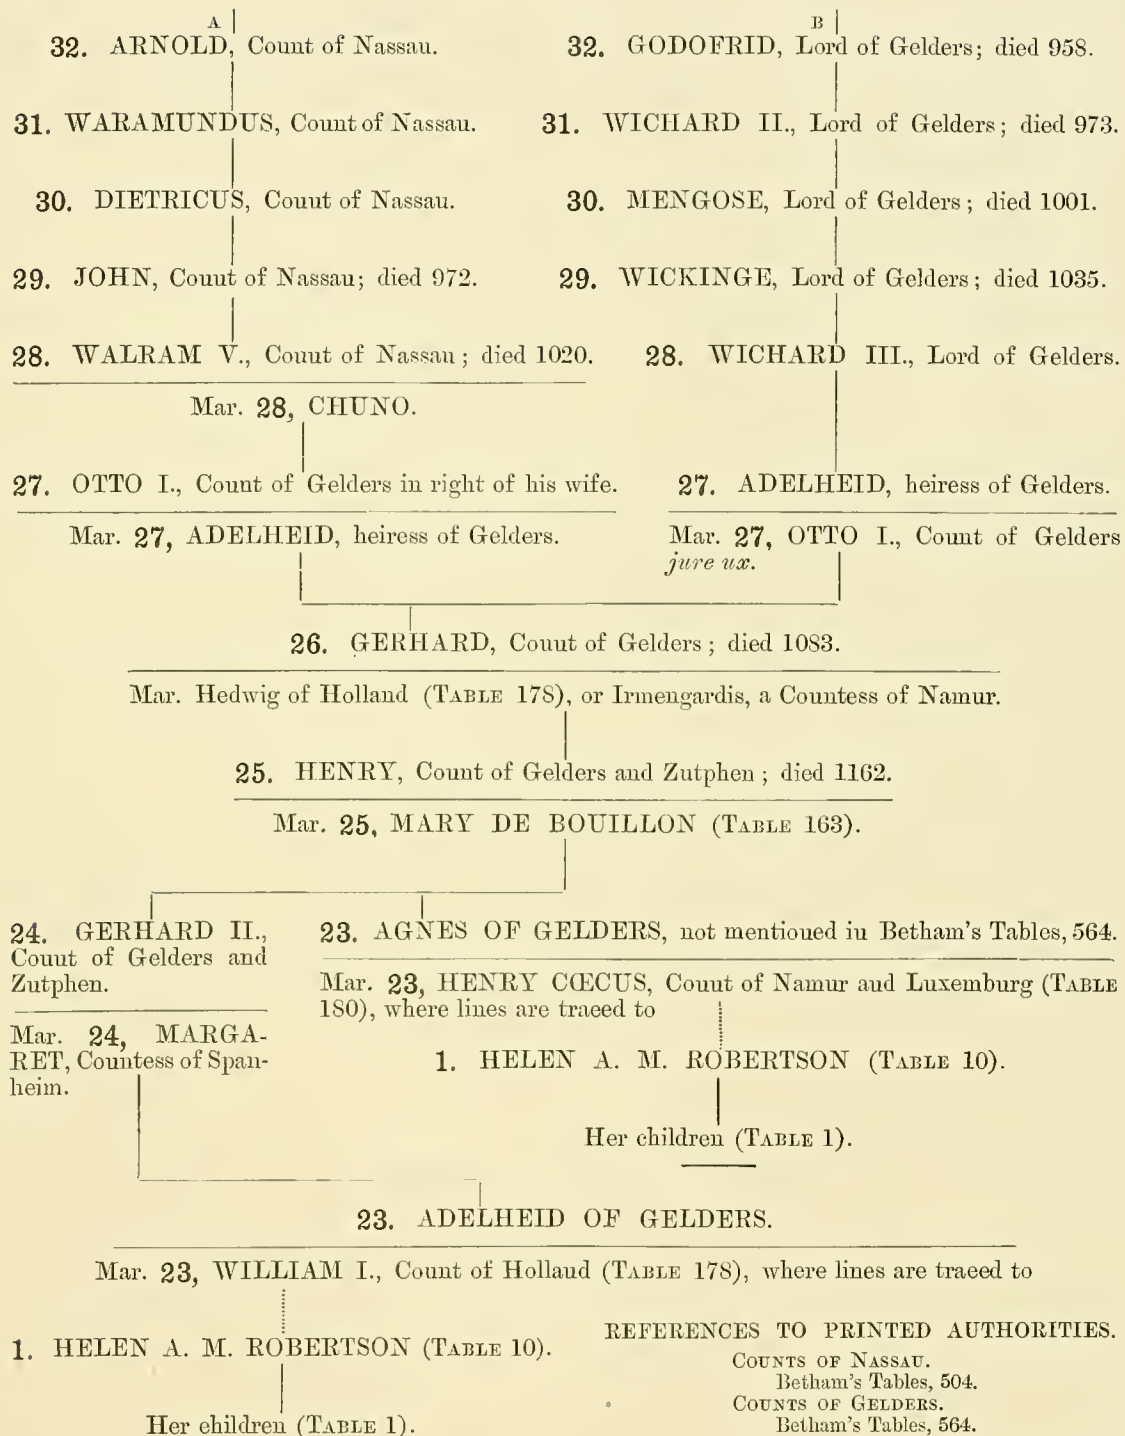 A
32. ARNOLD, Count of Nassau.
31. WARAMUNDUS, Count of Nassau.
30. DIETRICUS, Count of Nassau.
29. JOHN, Count of Nassau; died 972.
28. WALRAM V., Count of Nassau; died 1020.
Mar. 28, CHUNO.
27. OTTO I., Count of Gelders in right of his wife.
Mar. 27, ADELHEID, heiress of Gelders.
B
32. GODOFRID, Lord of Gelders; died 958.
31. WICHARD II., Lord of Gelders; died 973.
30. MENGOSE, Lord of Gelders; died 1001.
29. WICKINGE, Lord of Gelders; died 1035.
28. WICHARD III., Lord of Gelders.
27. ADELHEID, heiress of Gelders.
Mar. 27, OTTO I., Count of Gelders
jure ux.
26. GERHARD, Count of Gelders; died 1083.
Mar. Hedwig of Holland (TABLE 178), or Irmengardis, a Countess of Namur.
25. HENRY, Count of Gelders and Zutphen; died 1162.
Mar. 25, MARY DE BOUILLON (TABLE 163).
24. GERHARD II.,
Count of Gelders and
Zutphen.
Mar. 24, MARGA-
RET, Countess of Span-
heim.
23. AGNES OF GELDERS, not mentioned in Betham's Tables, 564.
Mar. 23, HENRY CŒCUS, Count of Namur and Luxemburg (TABLE
180), where lines are traced to
1. HELEN A. M. ROBERTSON (TABLE 10).
Her children (TABLE 1).
23. ADELHEID OF GELDERS.
Mar. 23, WILLIAM I., Count of Holland (TABLE 178), where lines are traced to
1. HELEN A. M. ROBERTSON (TABLE 10).
Her children (TABLE 1).
REFERENCES TO PRINTED AUTHORITIES.
COUNTS OF NASSAU.
Betham's Tables, 504.
COUNTS OF GELDERS.
Betham's Tables, 564.